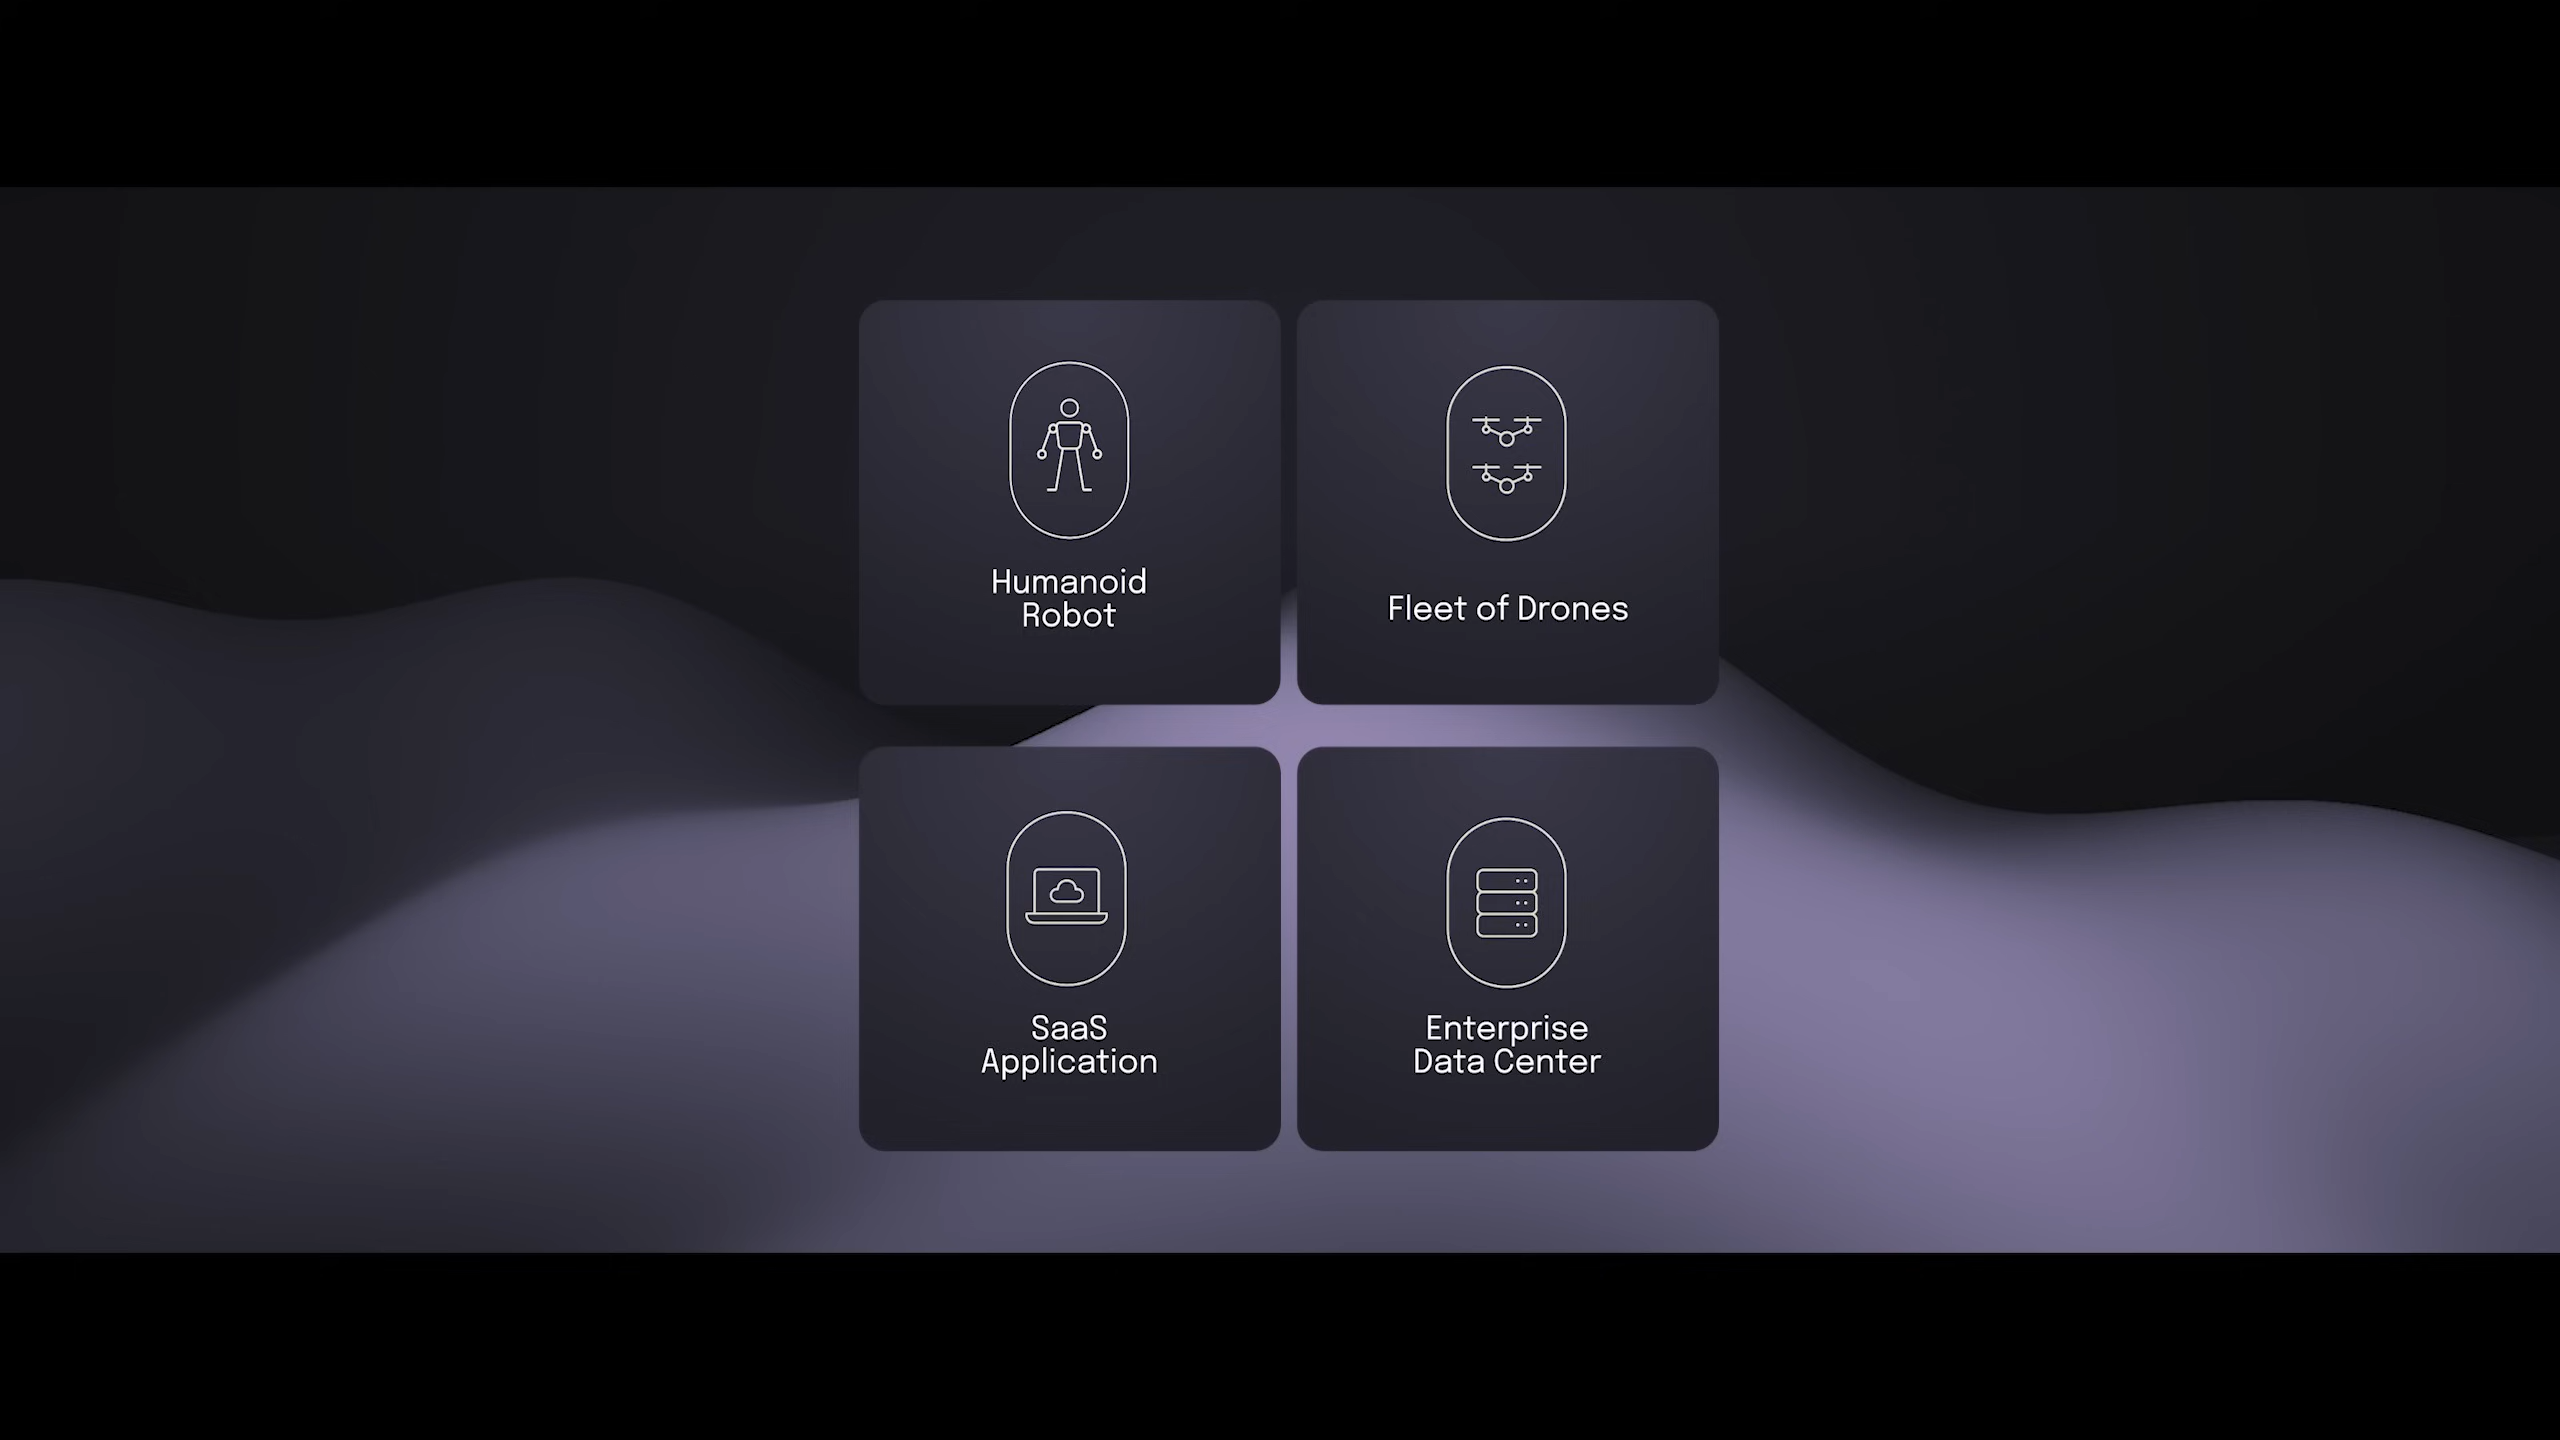 Humanoid
Robot
Fleet of Drones
SaaS
Application
Enterprise
Data Center